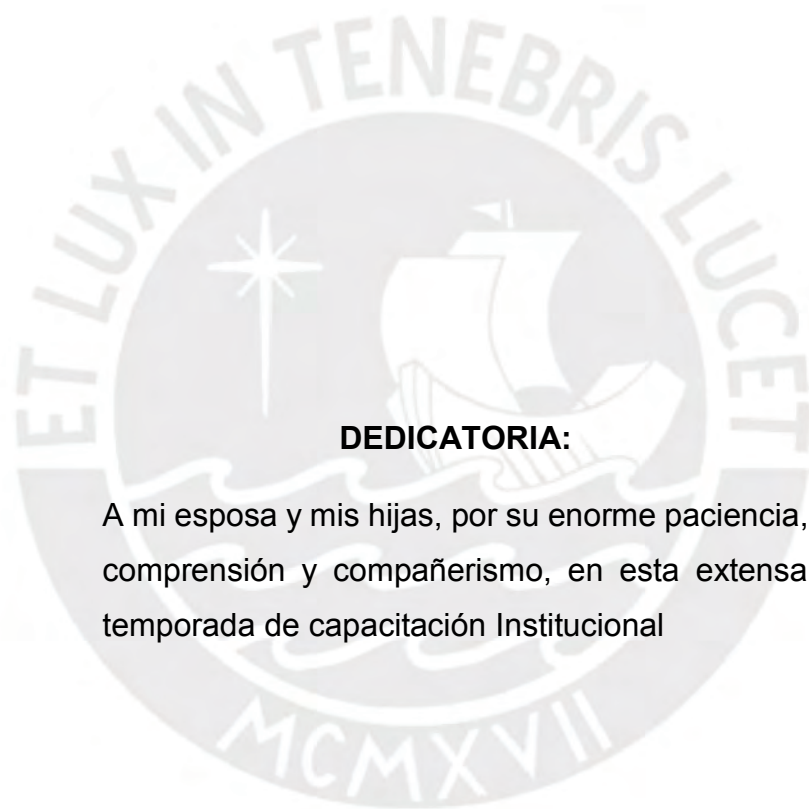 ET LUX IN TENEBRIS LUCET
DEDICATORIA:
A mi esposa y mis hijas, por su enorme paciencia,
comprensión y compañerismo, en esta extensa
temporada de capacitación Institucional
MCMXVII